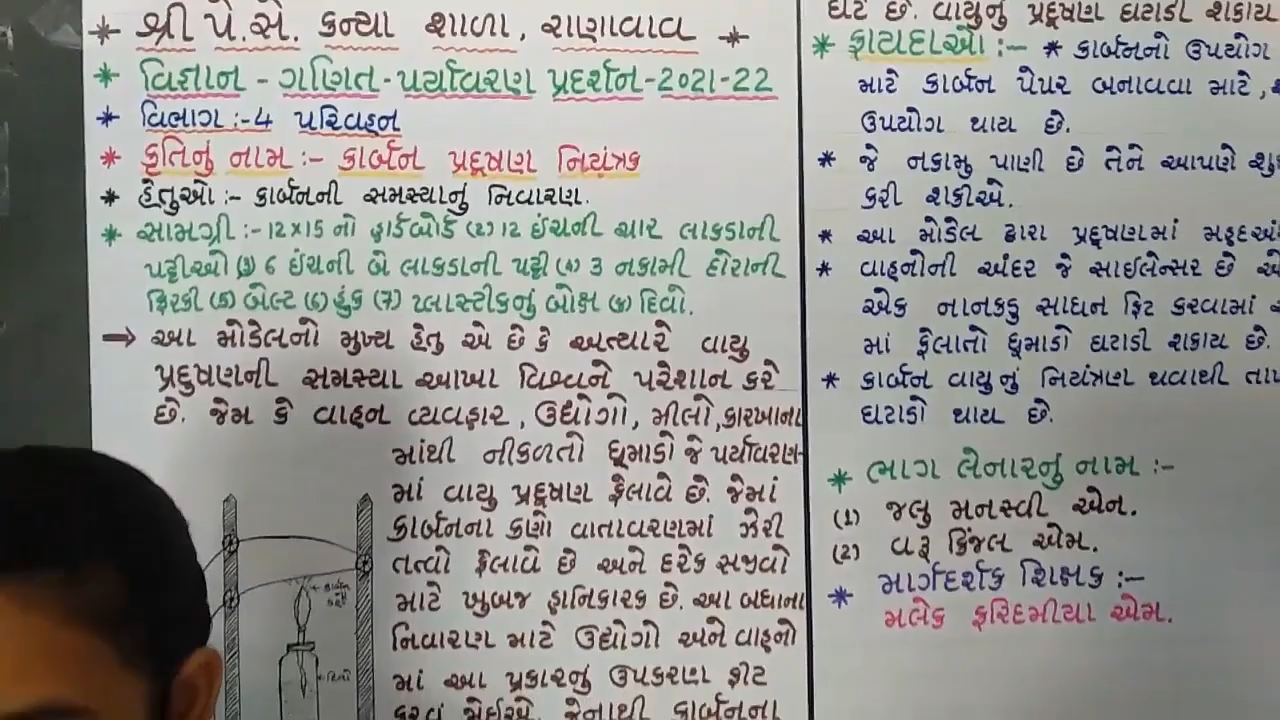 * શ્રી પે.સે. કન્યા શાળા, રાણાવાવ *
* વિજ્ઞાન - ગણિત - પર્યાવરણ પ્રદર્શન - 2021-22
* વિભાગ :- 4 પરિવહન
* કૃતિનું નામ :- કાર્બન પ્રદૂષણ નિયંત્રક
* હેતુઓ :- કાર્બનની સમસ્યાનું નિવારણ.
* સામગ્રી :- 12 x 15 નો હાર્ડબોર્ડ (2) 12 ઇંચની ચાર લાકડાની
પટ્ટીઓ (3) 6 ઇંચની બે લાકડાની પટ્ટી (4) 3 નકામી દોરાની
ફિરકી (5) બેલ્ટ (6) હુંક (7) પ્લાસ્ટીકનું બોક્ષ (8) દિવો.
⇒ આ મોડેલનો મુખ્ય હેતુ એ છે કે અત્યારે વાયુ
પ્રદુષણની સમસ્યા આખા વિશ્વને પરેશાન કરે
છે. જેમ કે વાહન વ્યવહાર, ઉદ્યોગો, મીલો, કારખાના
માંથી નીકળતો ધૂમાડો જે પર્યાવરણ-
માં વાયુ પ્રદૂષણ ફેલાવે છે. જેમાં
કાર્બનના કણો વાતાવરણમાં ઝેરી
તત્વો ફેલાવે છે અને દરેક સજીવો
માટે ખુબજ હાનિકારક છે. આ બધાના
નિવારણ માટે ઉદ્યોગો અને વાહનો
માં આ પ્રકારનું ઉપકરણ ફીટ
કરવું જોઈએ. જેનાથી કાર્બનના
દિવો
ઘટે છે. વાયુનું પ્રદૂષણ ઘટાડી શકાય
* ફાયદાઓ :- * કાર્બનનો ઉપયોગ
માટે કાર્બન પેપર બનાવવા માટે,
ઉપયોગ થાય છે.
* જે નકામુ પાણી છે તેને આપણે શુ
કરી શકીએ.
* આ મોડેલ દ્વારા પ્રદૂષણમાં મહ્દઅં
* વાહનોની અંદર જે સાઈલેન્સર છે
એક નાનકડુ સાધન ફિટ કરવામાં
માં ફેલાતો ધૂમાડો ઘટાડી શકાય છે.
* કાર્બન વાયુનું નિયંત્રણ થવાથી તાપ
ઘટાડો થાય છે.
* ભાગ લેનારનું નામ :-
(1) જલુ મનસ્વી એન.
(2) વરૂ કિંજલ એમ.
* માર્ગદર્શક શિક્ષક :-
મલેક ફરિદમીયા એમ.